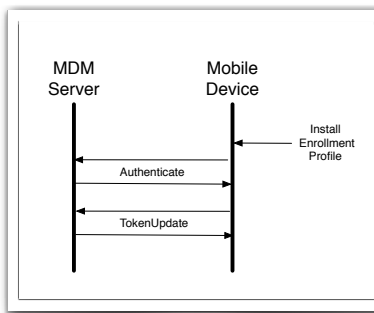 MDM
Server
Mobile
Device
Install
Enrollment
Profile
Authenticate
TokenUpdate